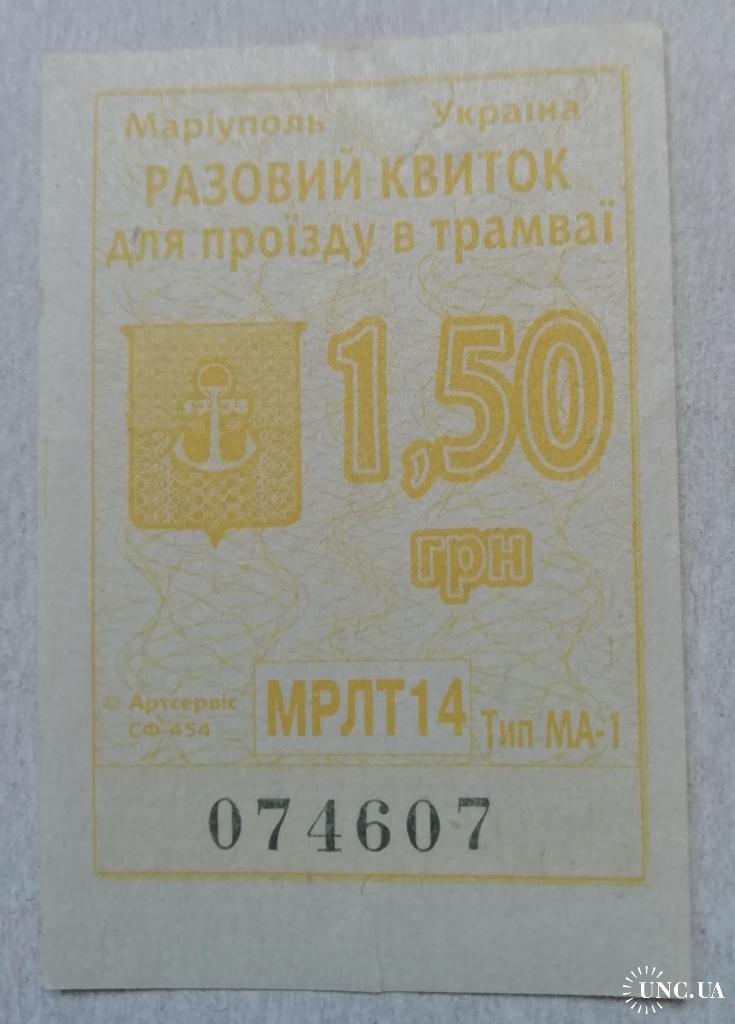 Маріуполь Україна
РАЗОВИЙ КВИТОК
для проїзду в трамваї
1778
1,50
грн
© Артсервіс
СФ-454
МРЛТ14
Тип МА-1
074607
UNC.UA